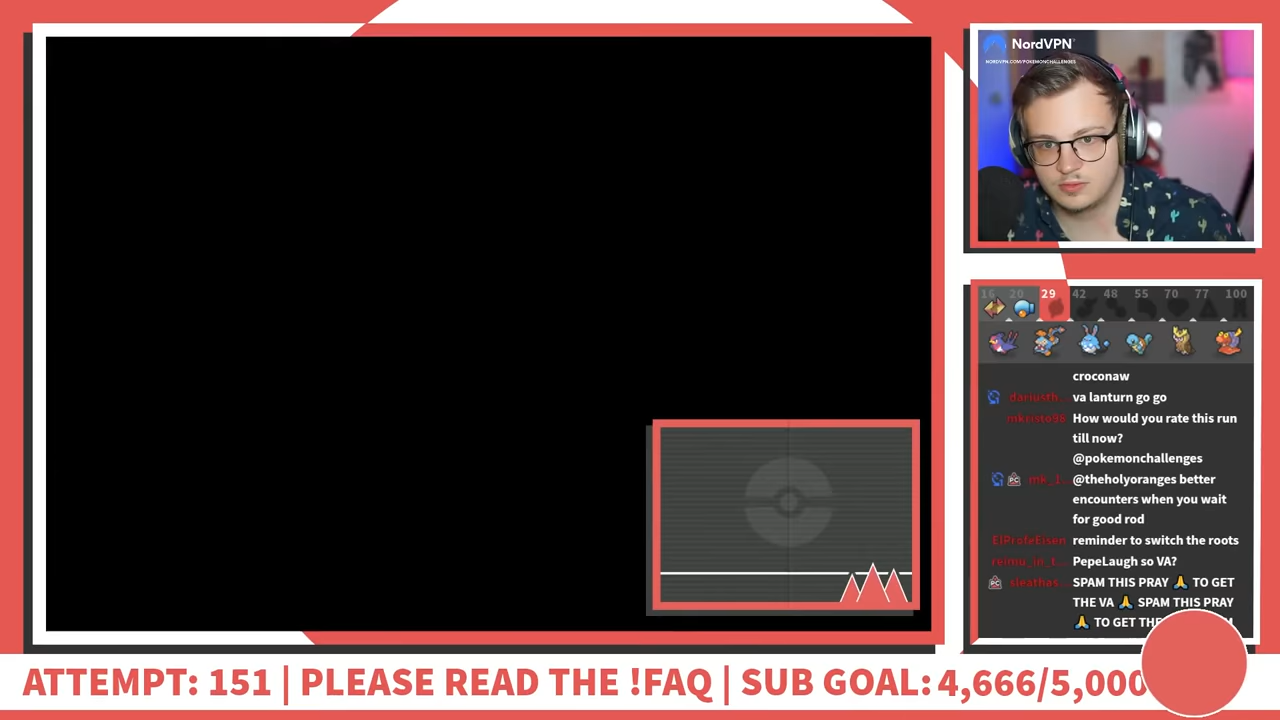 NordVPN
NORDVPN.COM/POKEMONCHALLENGES
16 20 29 42 48 55 70 77 100
croconaw
va lanturn go go
mkristo96 How would you rate this run
till now?
@pokemonchallenges
mk_1... @theholyoranges better
encounters when you wait
for good rod
ElProfeEisen reminder to switch the roots
PepeLaugh so VA?
sleathas... SPAM THIS PRAY 🙏 TO GET
THE VA 🙏 SPAM THIS PRAY
🙏 TO GET THE
ATTEMPT: 151 | PLEASE READ THE !FAQ | SUB GOAL: 4,666/5,000